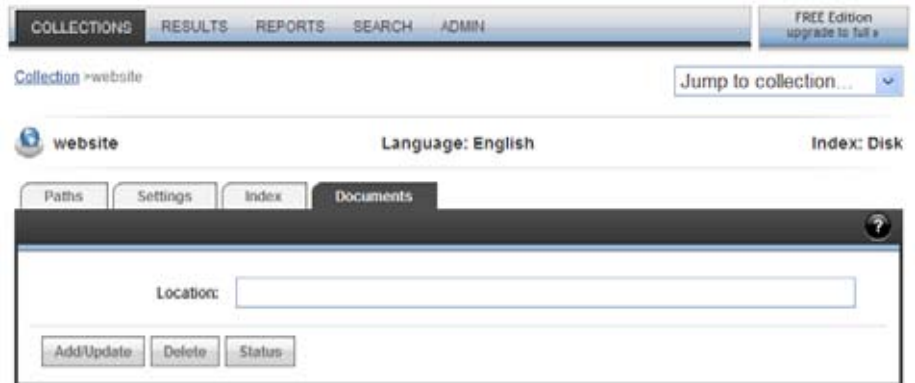 COLLECTIONS RESULTS REPORTS SEARCH ADMIN
FREE Edition
upgrade to full »
Collection >website
Jump to collection...
website Language: English Index: Disk
Paths Settings Index Documents
?
Location:
Add/Update Delete Status